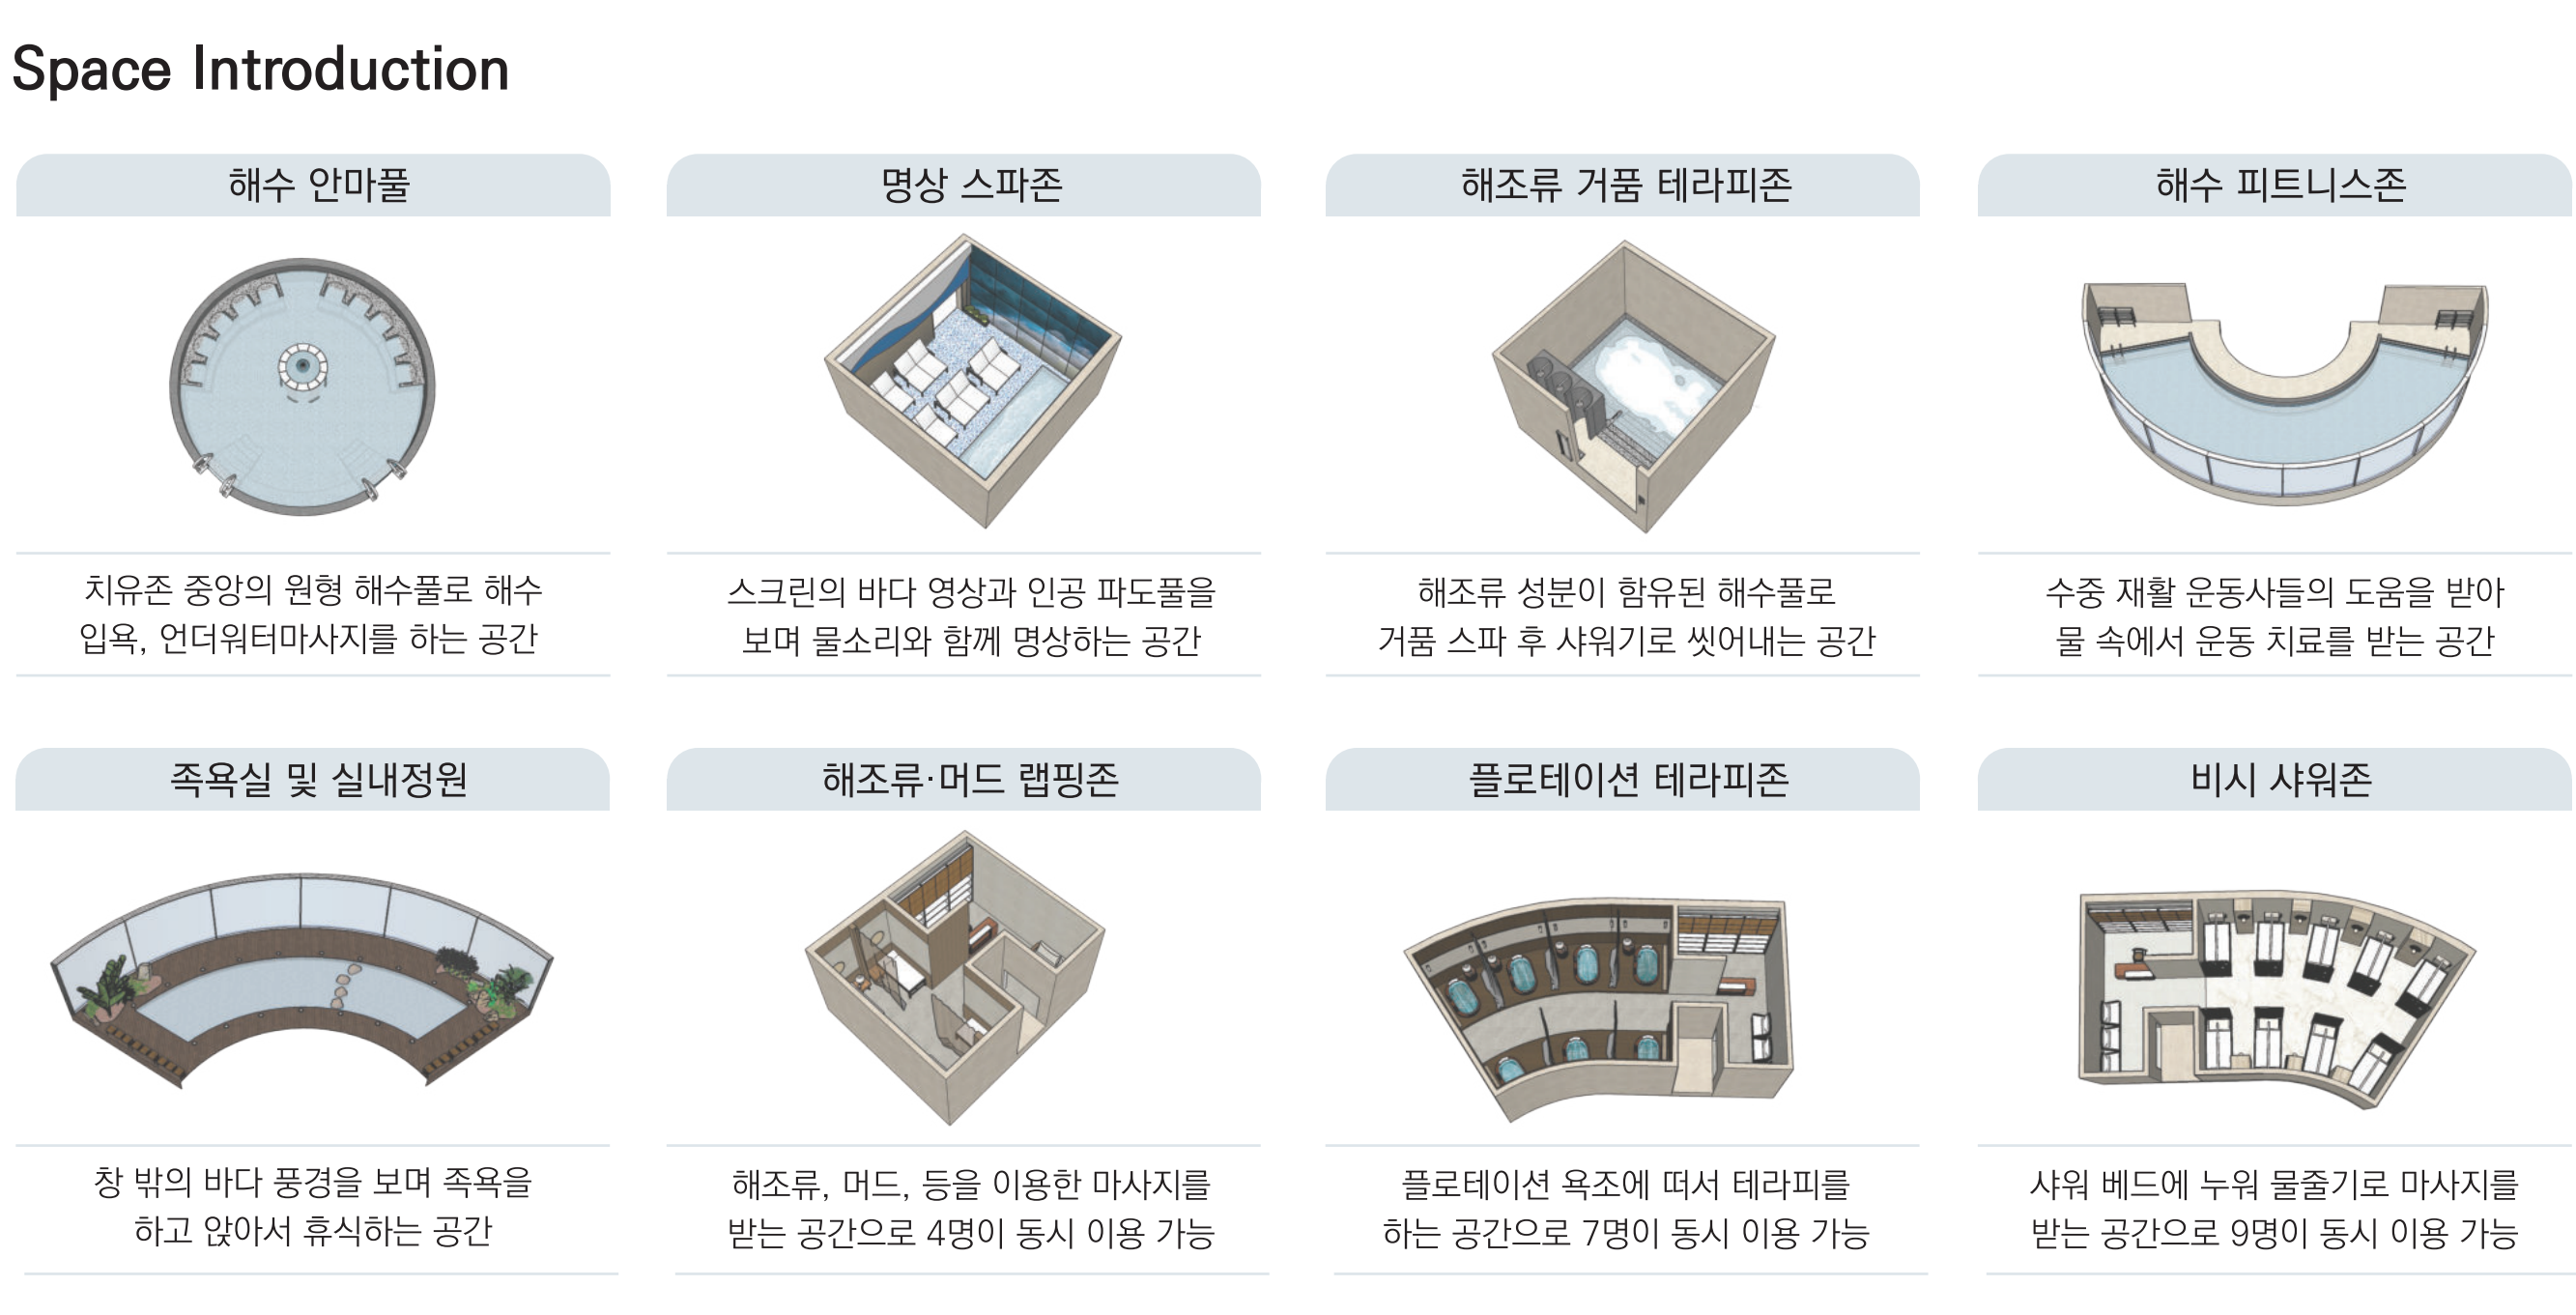 Space Introduction
해수 안마풀
명상 스파존
해조류 거품 테라피존
해수 피트니스존
치유존 중앙의 원형 해수풀로 해수
입욕, 언더워터마사지를 하는 공간
스크린의 바다 영상과 인공 파도풀을
보며 물소리와 함께 명상하는 공간
해조류 성분이 함유된 해수풀로
거품 스파 후 샤워기로 씻어내는 공간
수중 재활 운동사들의 도움을 받아
물 속에서 운동 치료를 받는 공간
족욕실 및 실내정원
해조류·머드 랩핑존
플로테이션 테라피존
비시 샤워존
창 밖의 바다 풍경을 보며 족욕을
하고 앉아서 휴식하는 공간
해조류, 머드, 등을 이용한 마사지를
받는 공간으로 4명이 동시 이용 가능
플로테이션 욕조에 떠서 테라피를
하는 공간으로 7명이 동시 이용 가능
샤워 베드에 누워 물줄기로 마사지를
받는 공간으로 9명이 동시 이용 가능